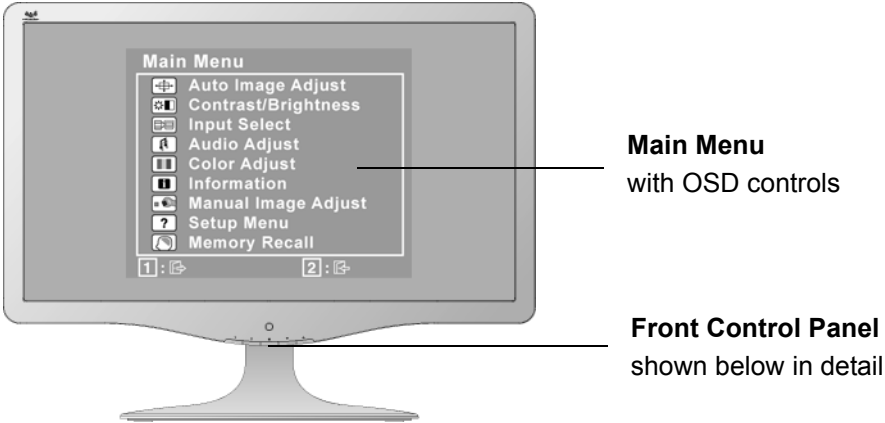 Main Menu
Auto Image Adjust
Contrast/Brightness
Input Select
Audio Adjust
Color Adjust
Information
Manual Image Adjust
? Setup Menu
Memory Recall
1 : 2 :
Main Menu
with OSD controls
Front Control Panel
shown below in detail